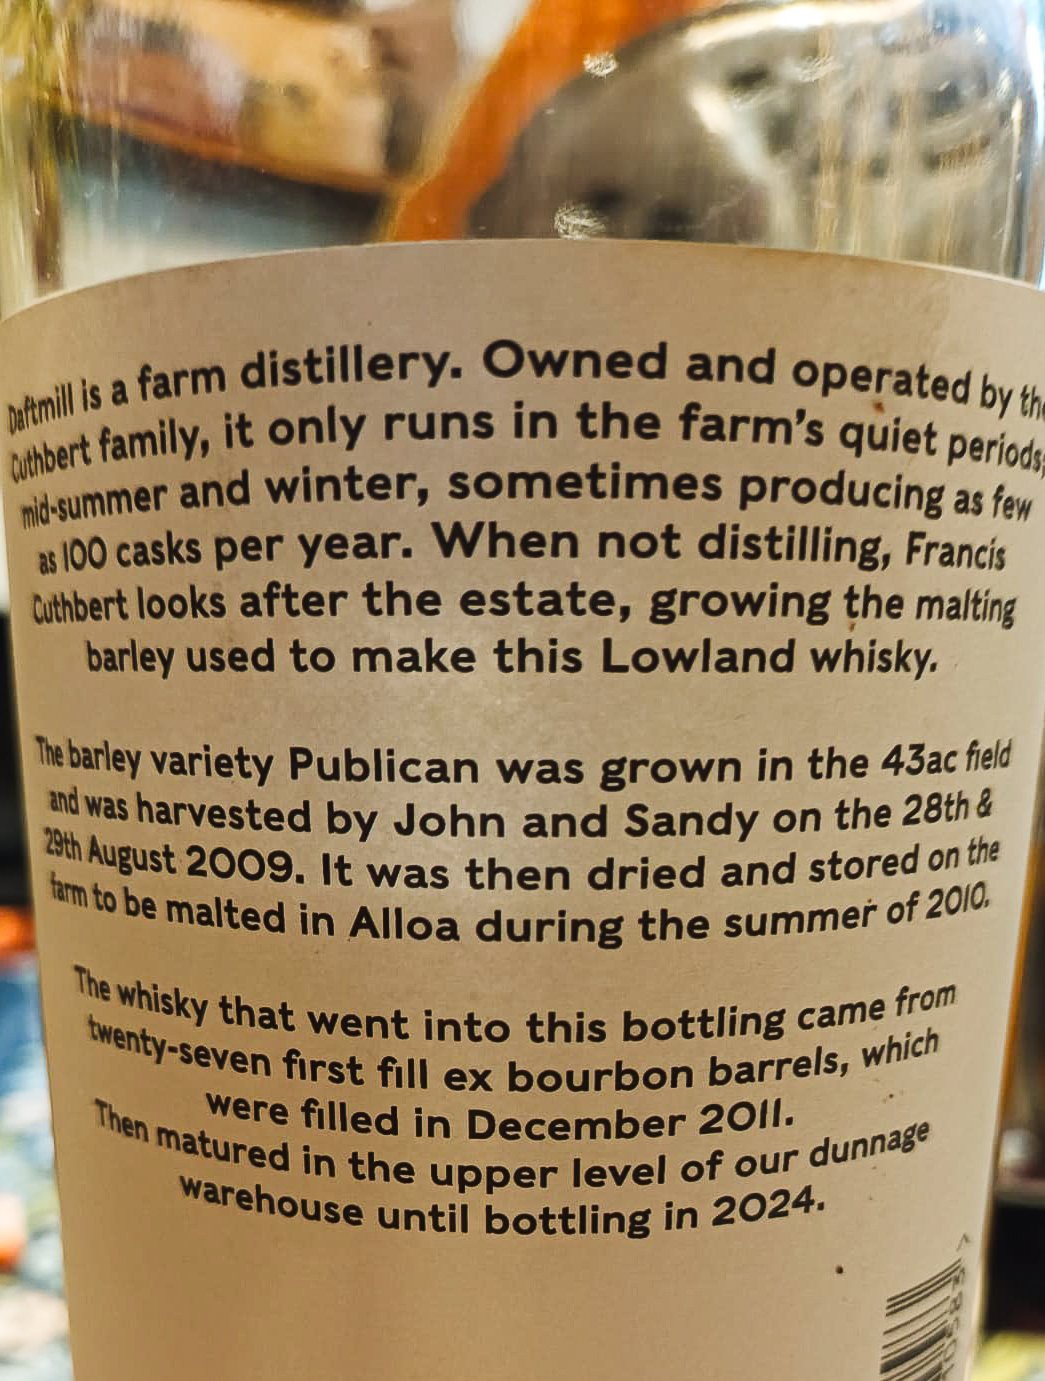 Daftmill is a farm distillery. Owned and operated by the
Cuthbert family, it only runs in the farm's quiet periods;
mid-summer and winter, sometimes producing as few
as 100 casks per year. When not distilling, Francis
Cuthbert looks after the estate, growing the malting
barley used to make this Lowland whisky.
The barley variety Publican was grown in the 43ac field
and was harvested by John and Sandy on the 28th &
29th August 2009. It was then dried and stored on the
farm to be malted in Alloa during the summer of 2010.
The whisky that went into this bottling came from
twenty-seven first fill ex bourbon barrels, which
were filled in December 2011.
Then matured in the upper level of our dunnage
warehouse until bottling in 2024.